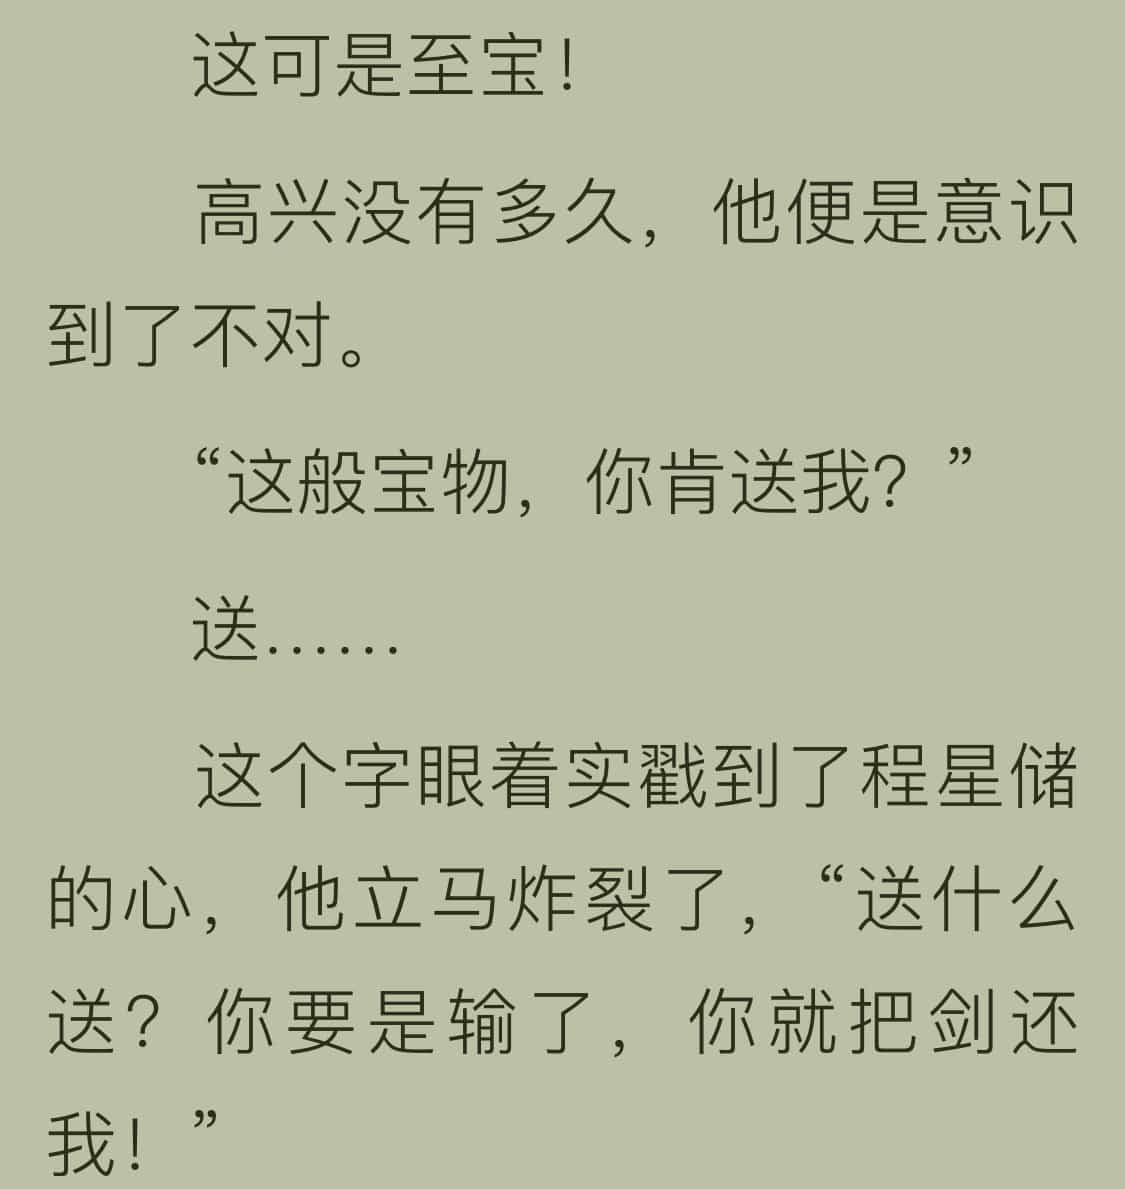 这可是至宝！
高兴没有多久，他便是意识
到了不对。
“这般宝物，你肯送我？”
送……
这个字眼着实戳到了程星储
的心，他立马炸裂了，“送什么
送？你要是输了，你就把剑还
我！”